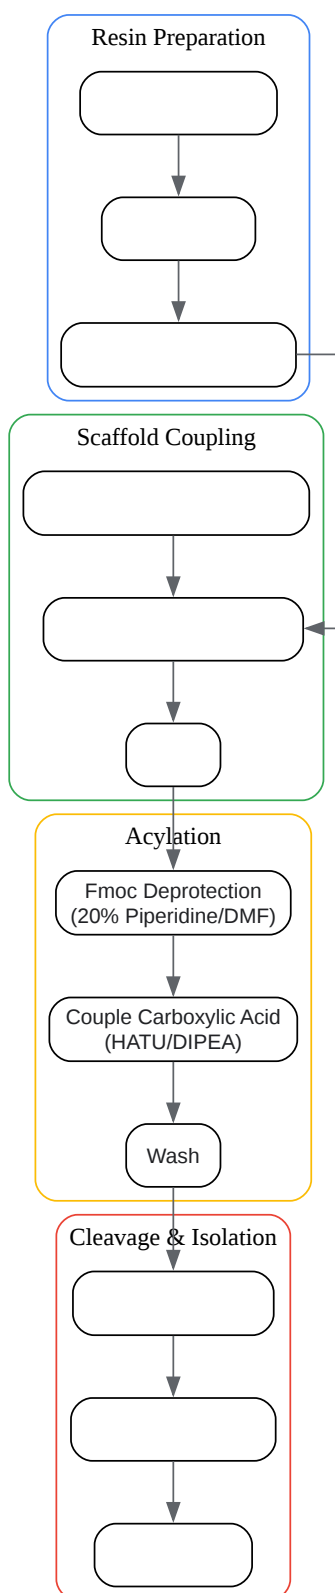 Resin Preparation
Scaffold Coupling
Acylation
Fmoc Deprotection
(20% Piperidine/DMF)
Couple Carboxylic Acid
(HATU/DIPEA)
Wash
Cleavage & Isolation